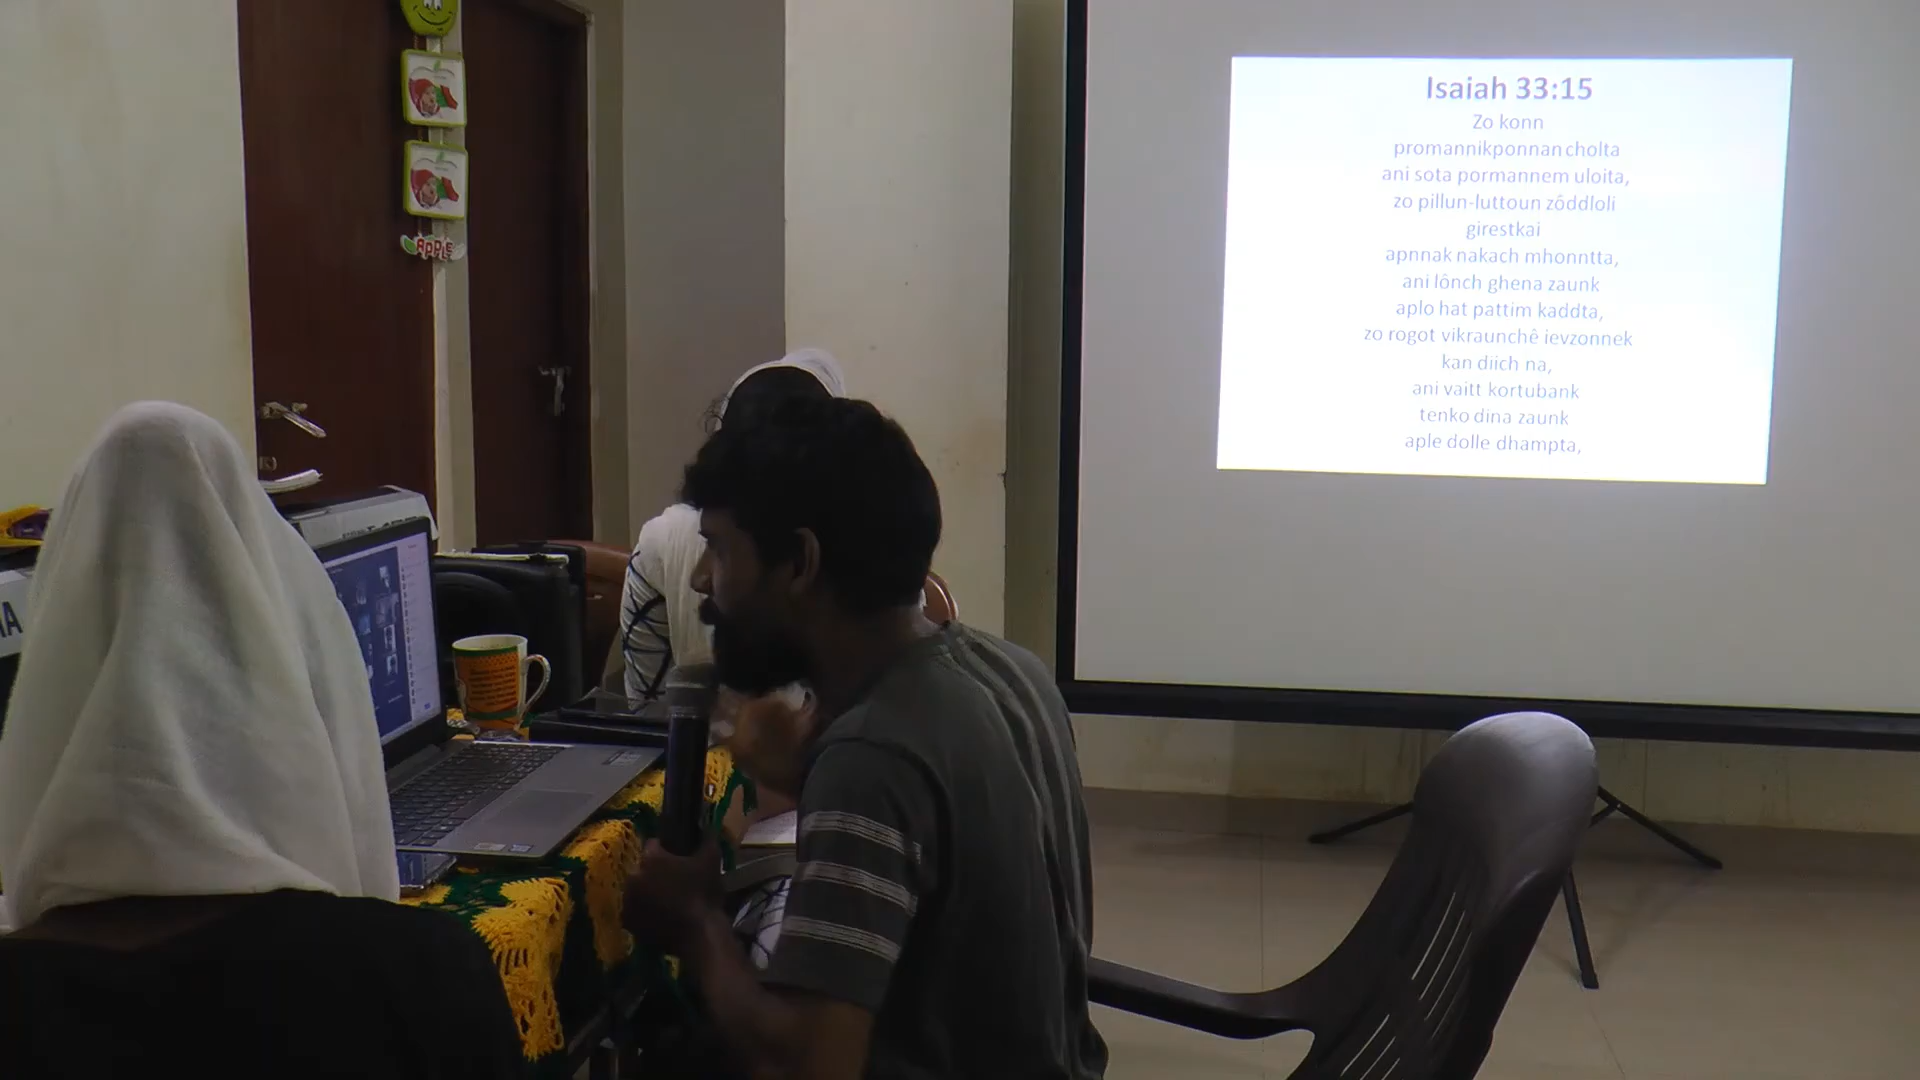 Isaiah 33:15
Zo konn
promannikponnan cholta
ani sota pormannem uloita,
zo pillun-luttoun zôddloli
girestkai
apnnak nakach mhonntta,
ani lônch ghena zaunk
aplo hat pattim kaddta,
zo rogot vikraunchê ievzonnek
kan diich na,
ani vaitt kortubank
tenko dina zaunk
aple dolle dhampta,
APPLE